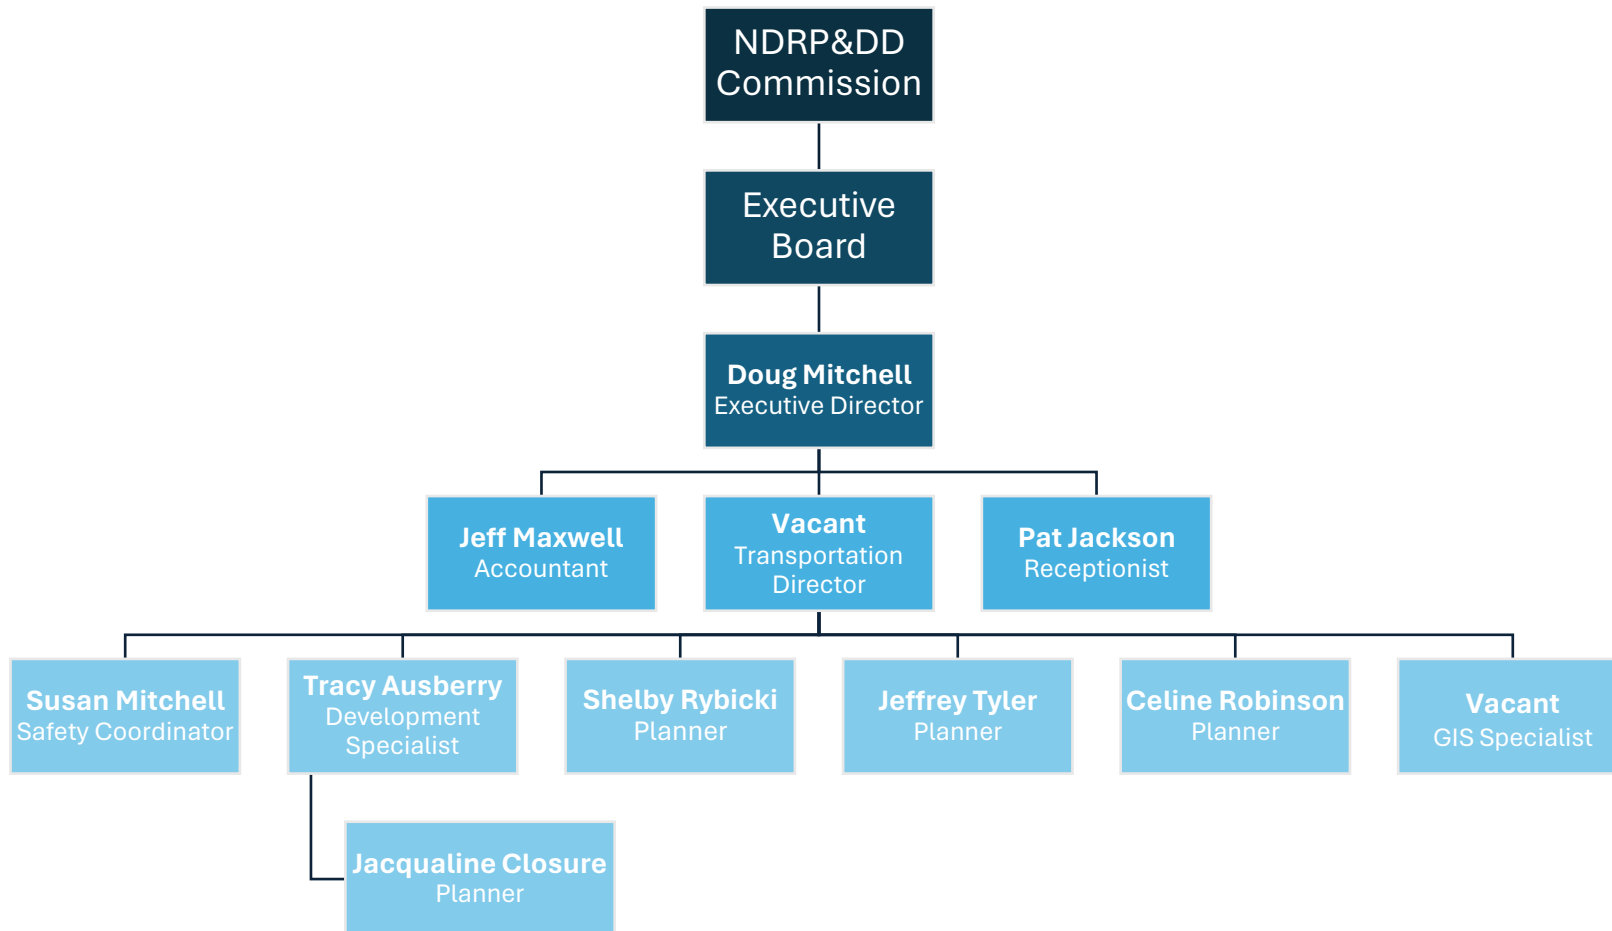 NDRP&DD
Commission
Executive
Board
Doug Mitchell
Executive Director
Jeff Maxwell
Accountant
Vacant
Transportation
Director
Pat Jackson
Receptionist
Susan Mitchell
Safety Coordinator
Tracy Ausberry
Development
Specialist
Shelby Rybicki
Planner
Jeffrey Tyler
Planner
Celine Robinson
Planner
Vacant
GIS Specialist
Jacqualine Closure
Planner